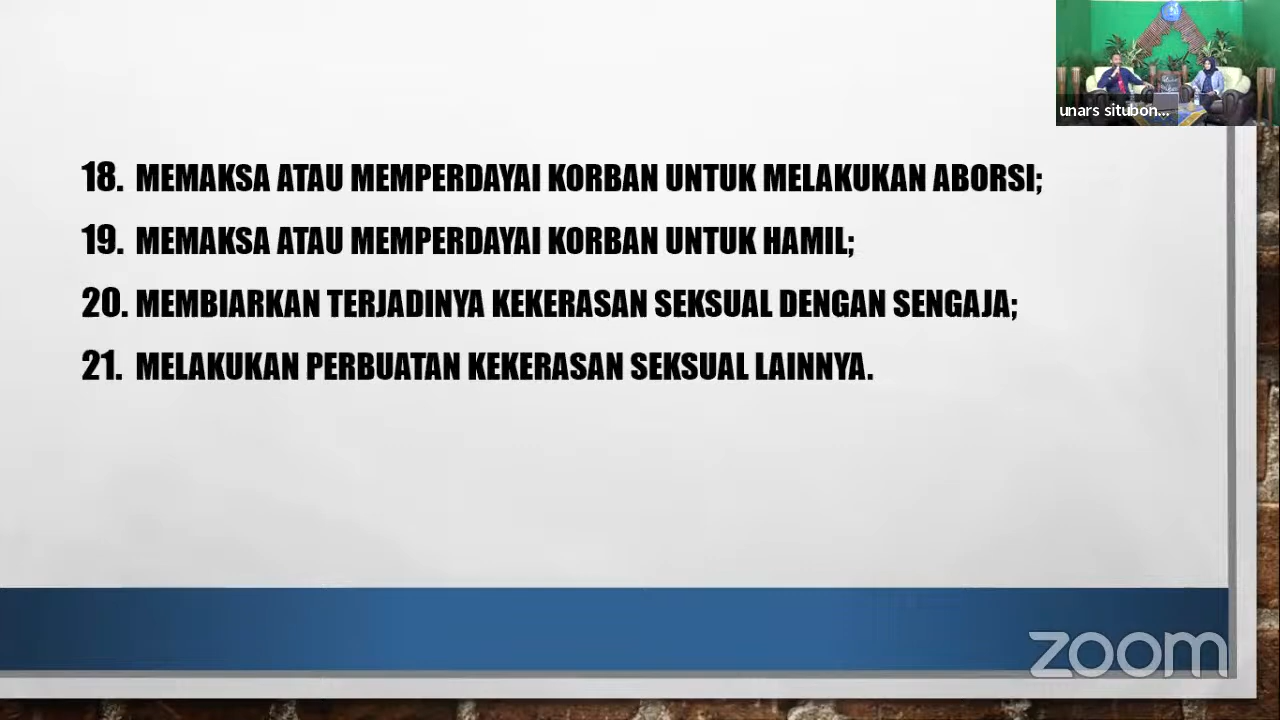 unars situbon...
18. MEMAKSA ATAU MEMPERDAYAI KORBAN UNTUK MELAKUKAN ABORSI;
19. MEMAKSA ATAU MEMPERDAYAI KORBAN UNTUK HAMIL;
20. MEMBIARKAN TERJADINYA KEKERASAN SEKSUAL DENGAN SENGAJA;
21. MELAKUKAN PERBUATAN KEKERASAN SEKSUAL LAINNYA.
zoom